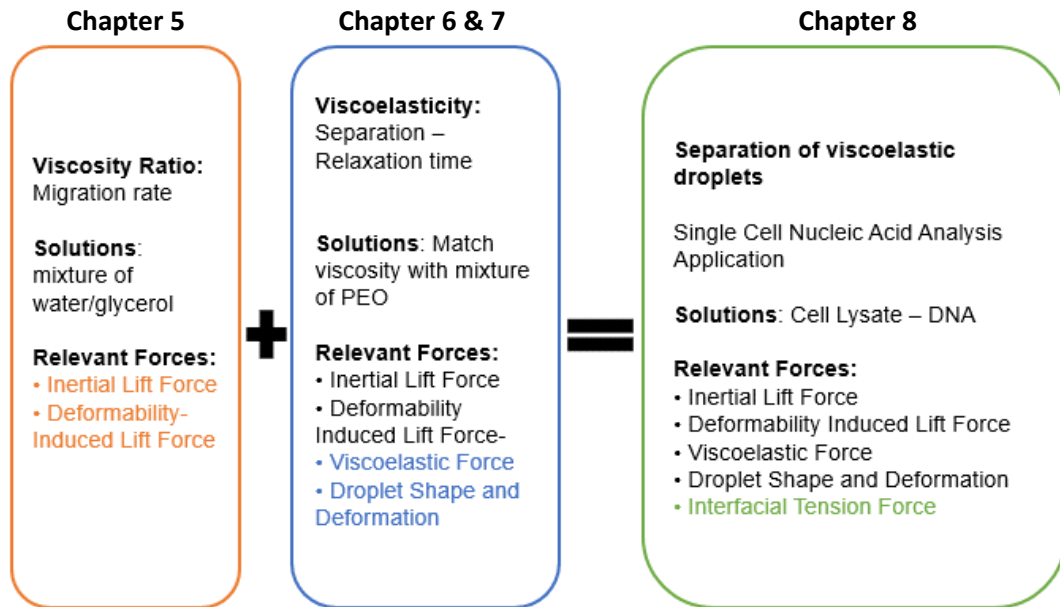 Chapter 5
Viscosity Ratio:
Migration rate
Solutions:
mixture of
water/glycerol
Relevant Forces:
• Inertial Lift Force
• Deformability-
Induced Lift Force
Chapter 6 & 7
Viscoelasticity:
Separation –
Relaxation time
Solutions: Match
viscosity with mixture
of PEO
Relevant Forces:
• Inertial Lift Force
• Deformability
Induced Lift Force-
• Viscoelastic Force
• Droplet Shape and
Deformation
Chapter 8
Separation of viscoelastic
droplets
Single Cell Nucleic Acid Analysis
Application
Solutions: Cell Lysate – DNA
Relevant Forces:
• Inertial Lift Force
• Deformability Induced Lift Force
• Viscoelastic Force
• Droplet Shape and Deformation
• Interfacial Tension Force